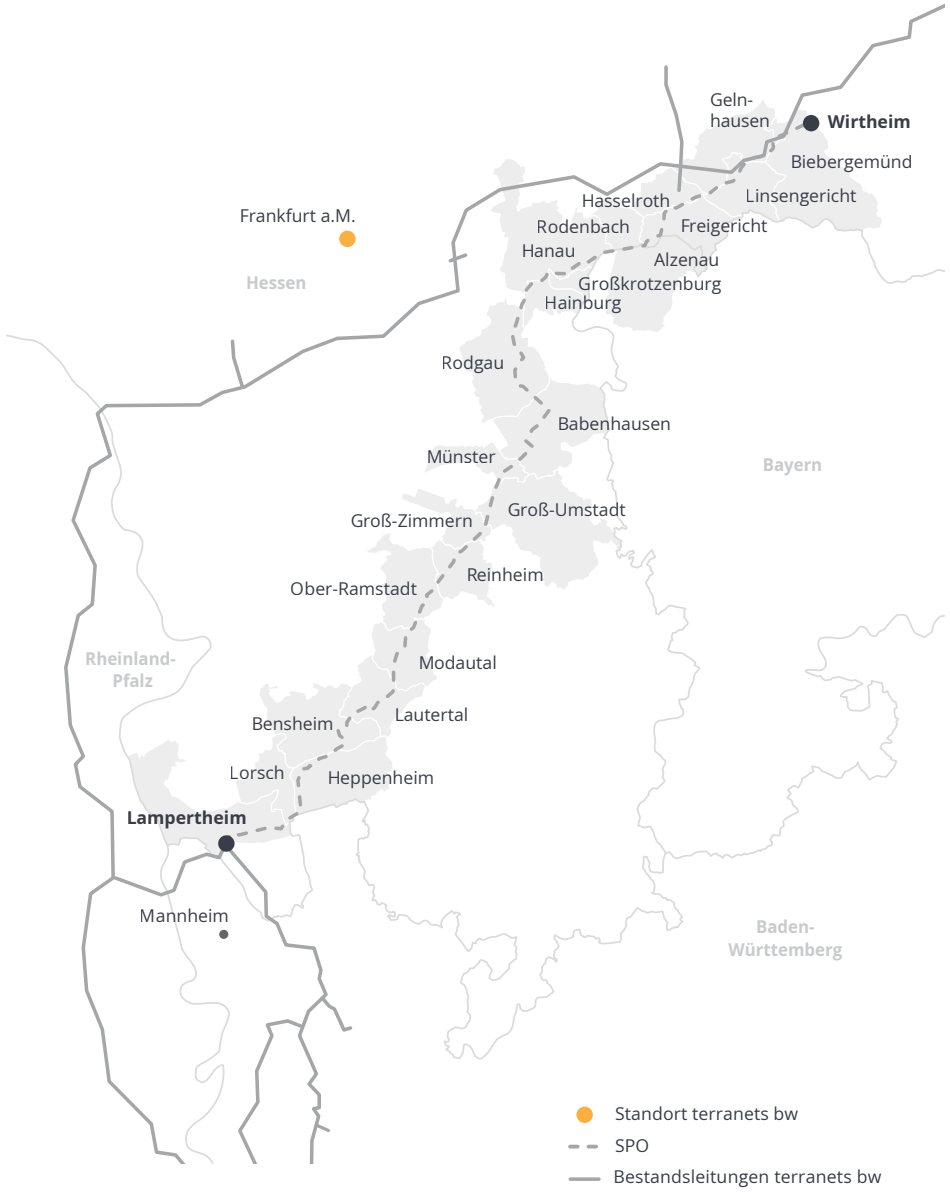 Geln-
hausen
Wirtheim
Biebergemünd
Linsengericht
Hasselroth
Frankfurt a.M.
Rodenbach
Freigericht
Hanau
Alzenau
Hessen
Großkrotzenburg
Hainburg
Rodgau
Babenhausen
Münster
Bayern
Groß-Umstadt
Groß-Zimmern
Reinheim
Ober-Ramstadt
Rheinland-
Pfalz
Modautal
Lautertal
Bensheim
Lorsch
Heppenheim
Lampertheim
Mannheim
Baden-
Württemberg
Standort terranets bw
SPO
Bestandsleitungen terranets bw